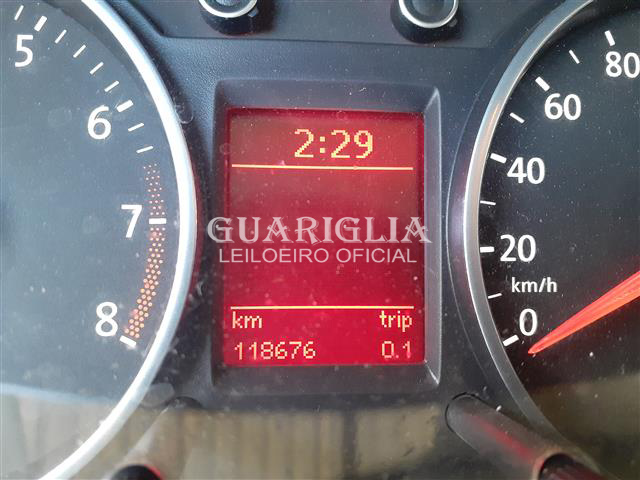 5
6
7
8
2:29
GUARIGLIA
LEILOEIRO OFICIAL
km trip
118676 0.1
80
60
40
20
km/h
0